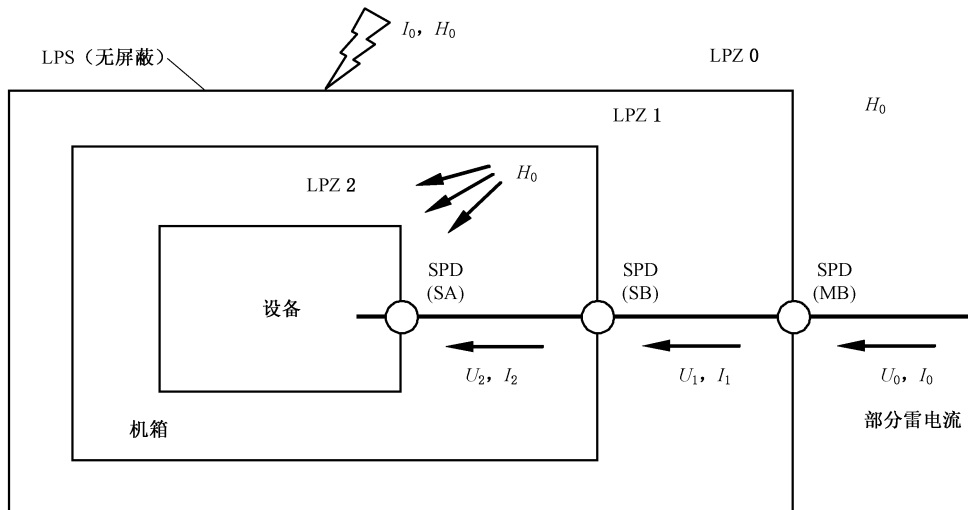 I0，H0
LPZ 0
LPS（无屏蔽）
H0
LPZ 1
H0
LPZ 2
SPD
(SA)
SPD
(SB)
SPD
(MB)
设备
U2，I2
U1，I1
U0，I0
机箱
部分雷电流